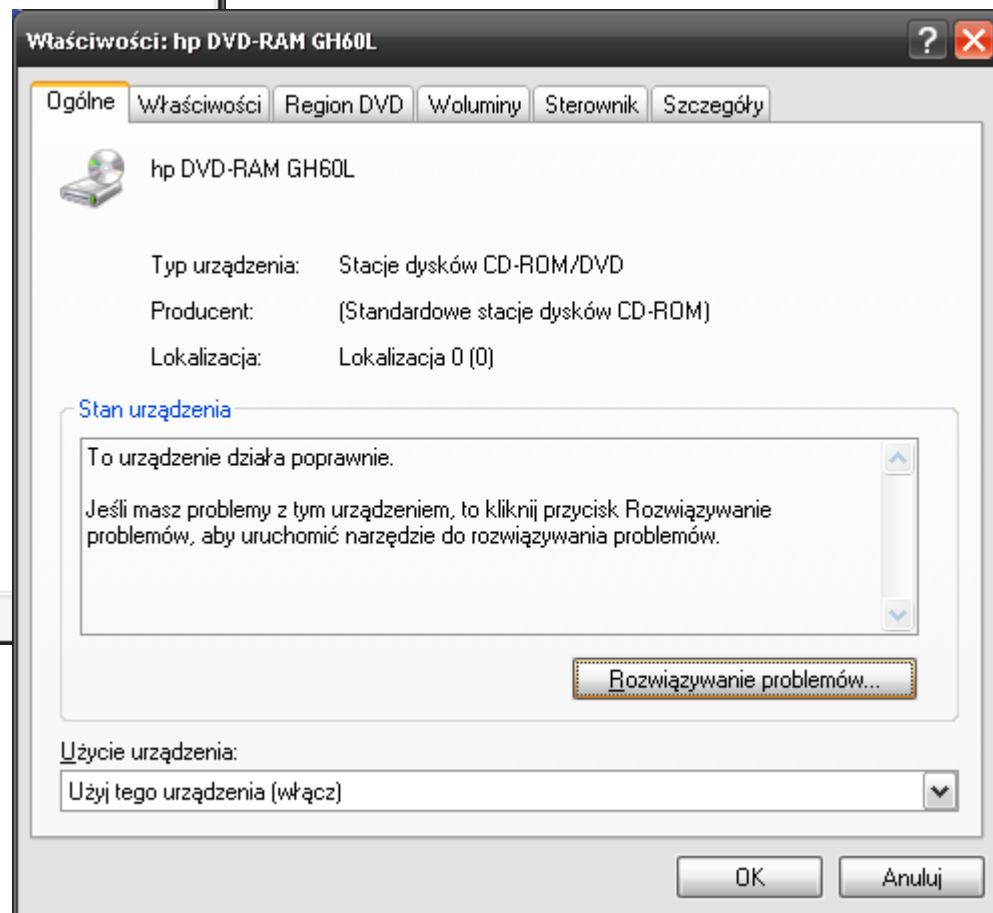 Właściwości: hp DVD-RAM GH60L
Ogólne
Właściwości
Region DVD
Woluminy
Sterownik
Szczegóły
hp DVD-RAM GH60L
Typ urządzenia: Stacje dysków CD-ROM/DVD
Producent: (Standardowe stacje dysków CD-ROM)
Lokalizacja: Lokalizacja 0 (0)
Stan urządzenia
To urządzenie działa poprawnie.
Jeśli masz problemy z tym urządzeniem, to kliknij przycisk Rozwiązywanie
problemów, aby uruchomić narzędzie do rozwiązywania problemów.
Rozwiązywanie problemów...
Użycie urządzenia:
Użyj tego urządzenia (włącz)
OK
Anuluj